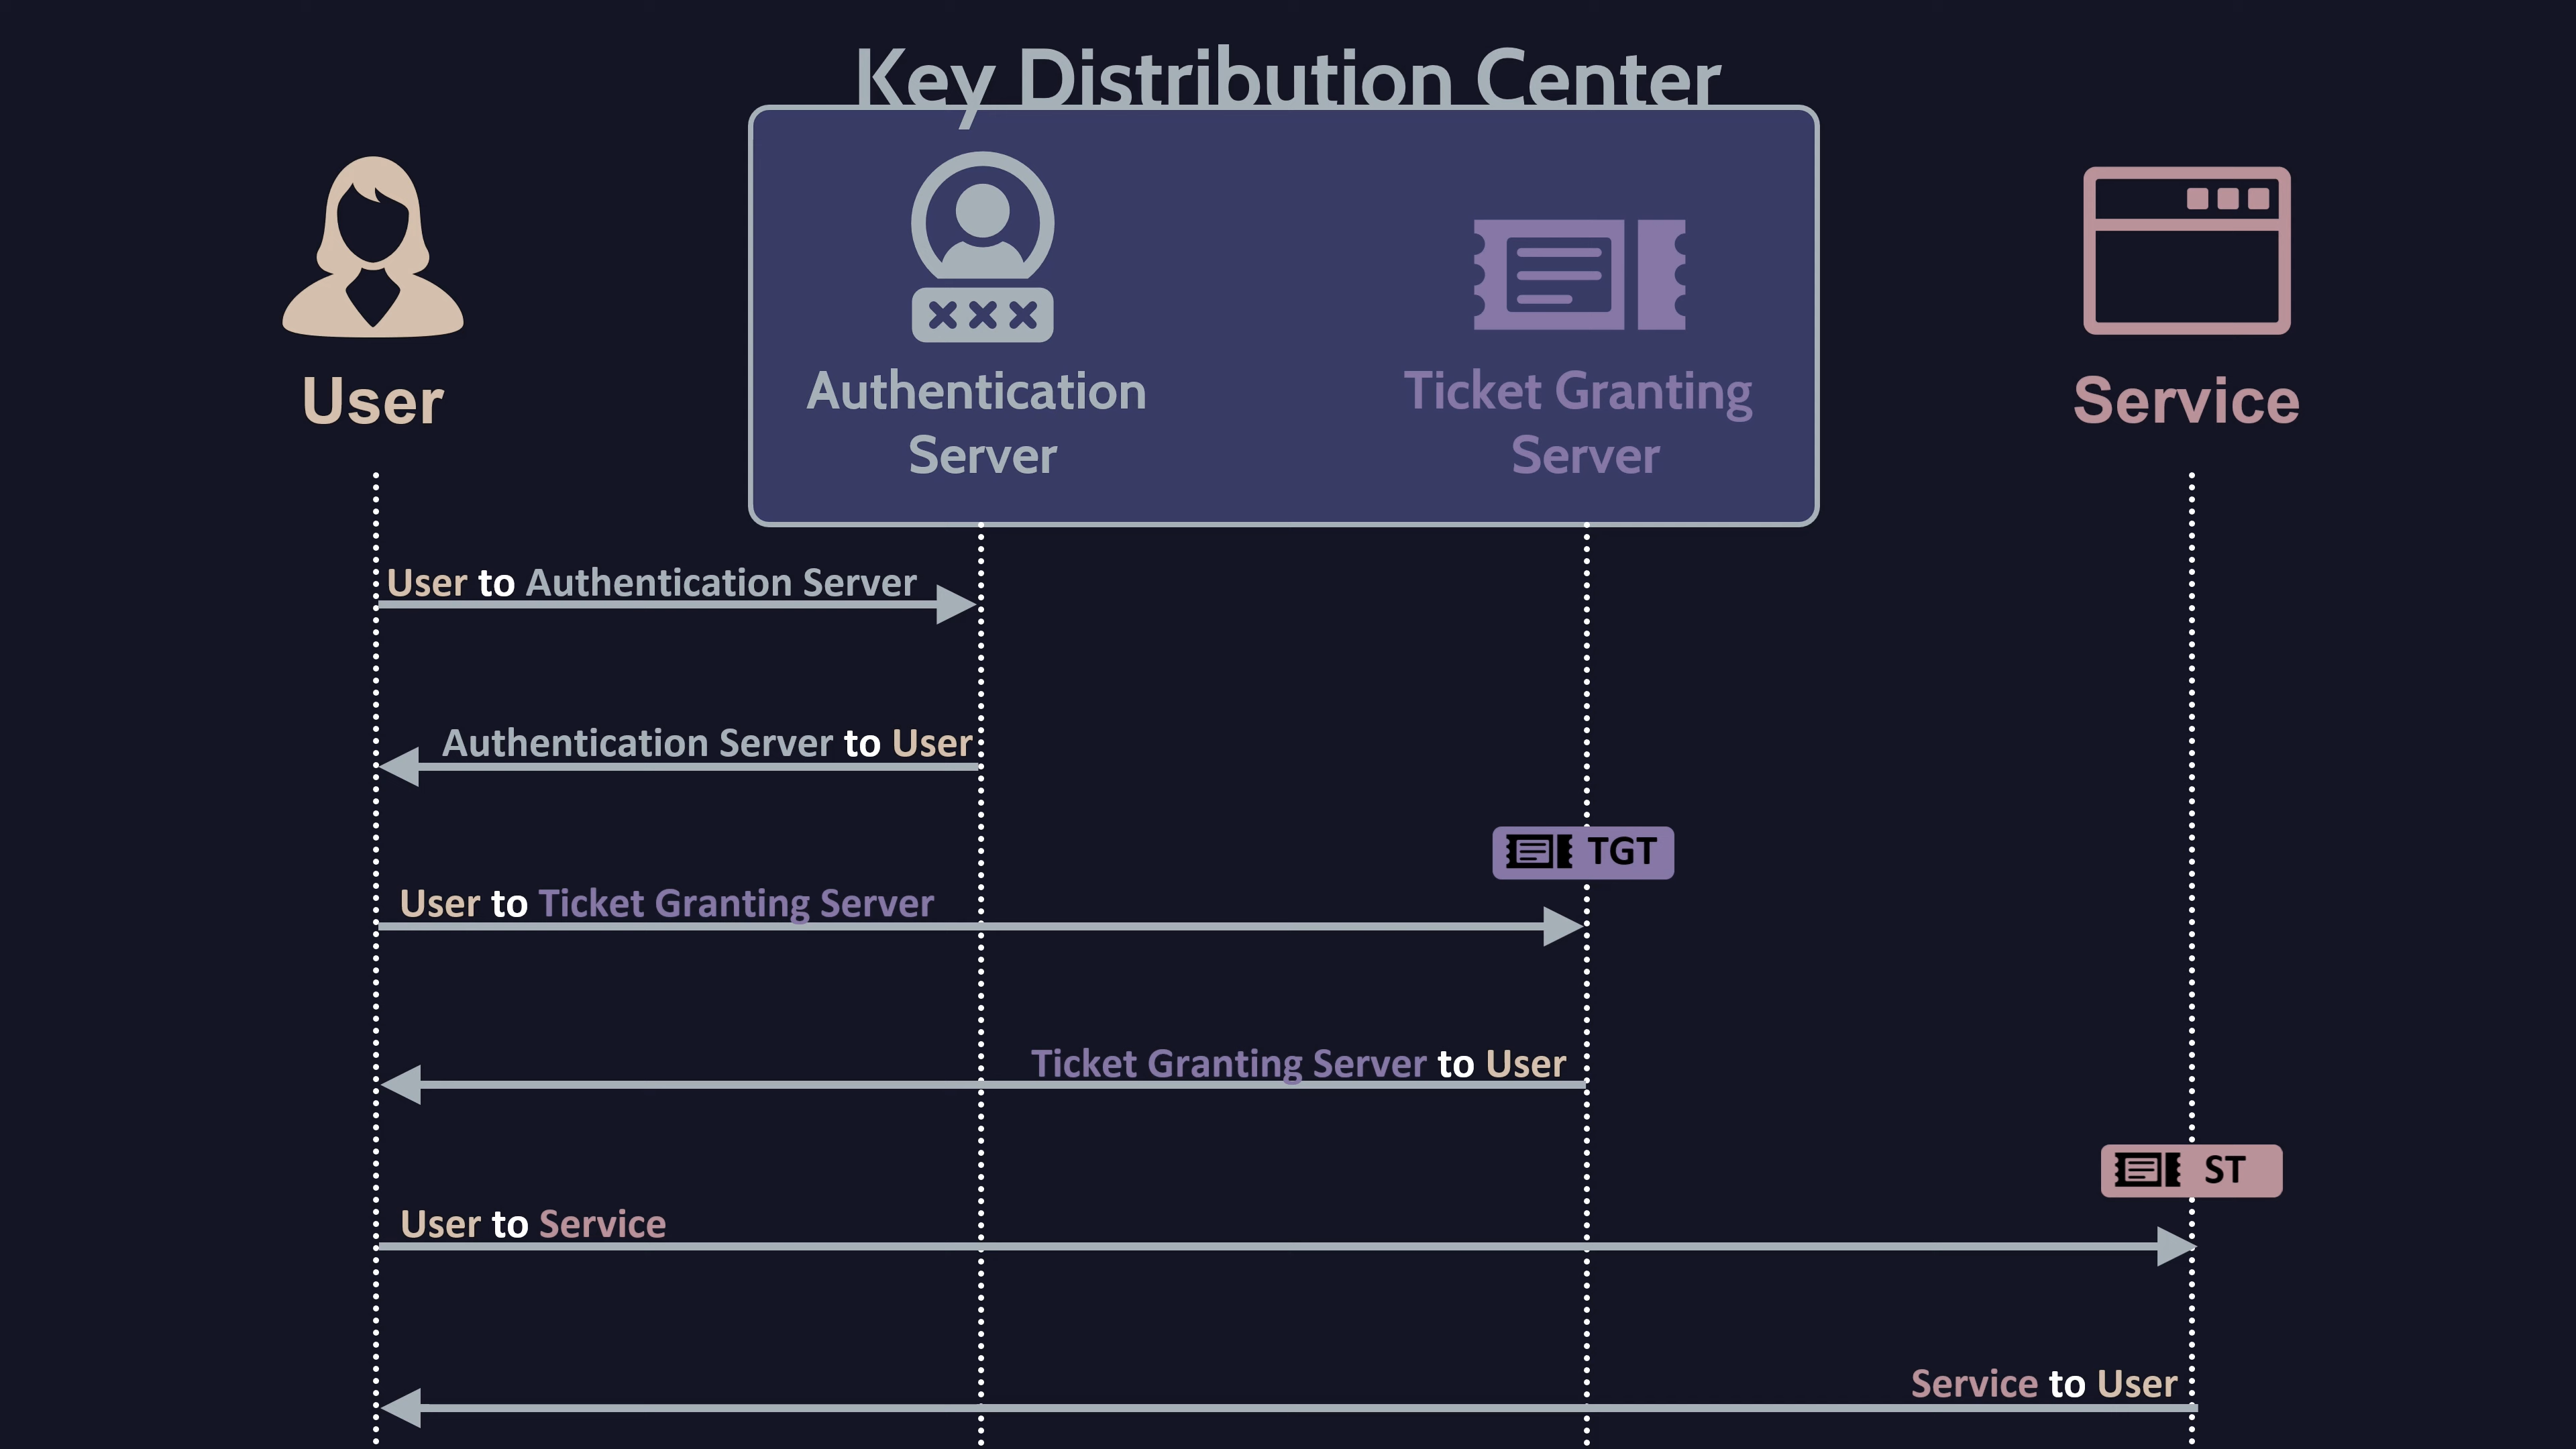 Key Distribution Center
User
Authentication
Server
Ticket Granting
Server
Service
User to Authentication Server
Authentication Server to User
TGT
User to Ticket Granting Server
Ticket Granting Server to User
ST
User to Service
Service to User